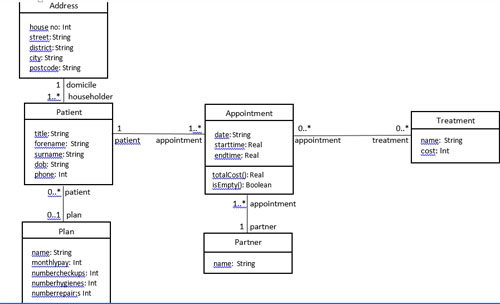 Address
house no: Int
street: String
district: String
city: String
postcode: String
1 domicile
1..* householder
Patient
title: String
forename: String
surname: String
dob: String
phone: Int
1
patient
1..*
appointment
Appointment
date: String
starttime: Real
endtime: Real
totalCost(): Real
isEmpty(): Boolean
0..*
appointment
0..*
treatment
Treatment
name: String
cost: Int
0..* patient
0..1 plan
Plan
name: String
monthlypay: Int
numbercheckups: Int
numberhygienes: Int
numberrepair:s Int
1..* appointment
1 partner
Partner
name: String